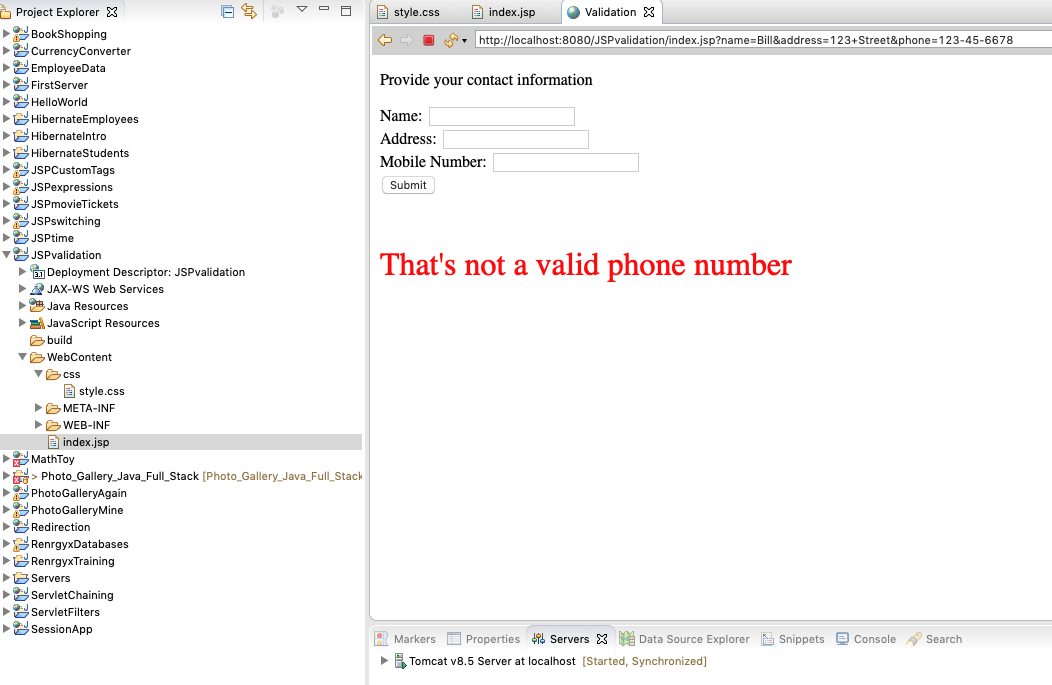 Project Explorer
BookShopping
CurrencyConverter
EmployeeData
FirstServer
HelloWorld
HibernateEmployees
HibernateIntro
HibernateStudents
JSPCustomTags
JSPexpressions
JSPmovieTickets
JSPswitching
JSPtime
JSPvalidation
Deployment Descriptor: JSPvalidation
JAX-WS Web Services
Java Resources
JavaScript Resources
build
WebContent
css
style.css
META-INF
WEB-INF
index.jsp
MathToy
> Photo_Gallery_Java_Full_Stack [Photo_Gallery_Java_Full_Stack
PhotoGalleryAgain
PhotoGalleryMine
Redirection
RenrgyxDatabases
RenrgyxTraining
Servers
ServletChaining
ServletFilters
SessionApp
style.css index.jsp Validation
http://localhost:8080/JSPvalidation/index.jsp?name=Bill&address=123+Street&phone=123-45-6678
Provide your contact information
Name:
Address:
Mobile Number:
Submit
That's not a valid phone number
Markers Properties Servers Data Source Explorer Snippets Console Search
Tomcat v8.5 Server at localhost [Started, Synchronized]